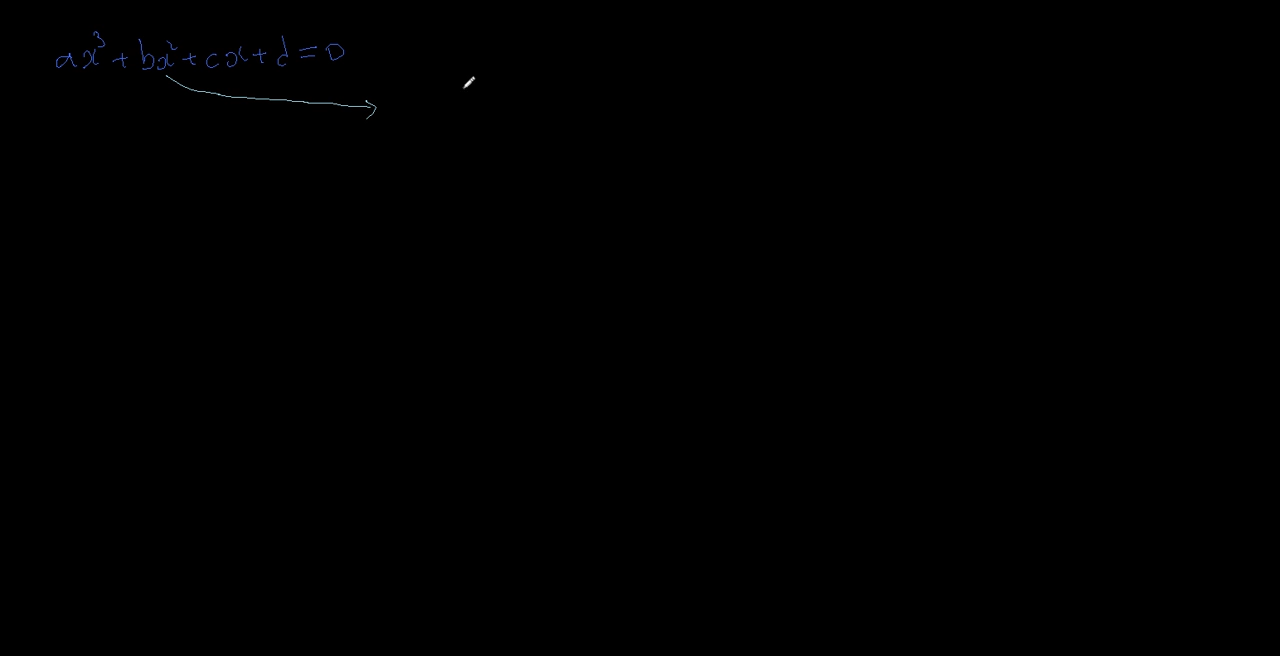 ax³ + bx² + cx + d = 0